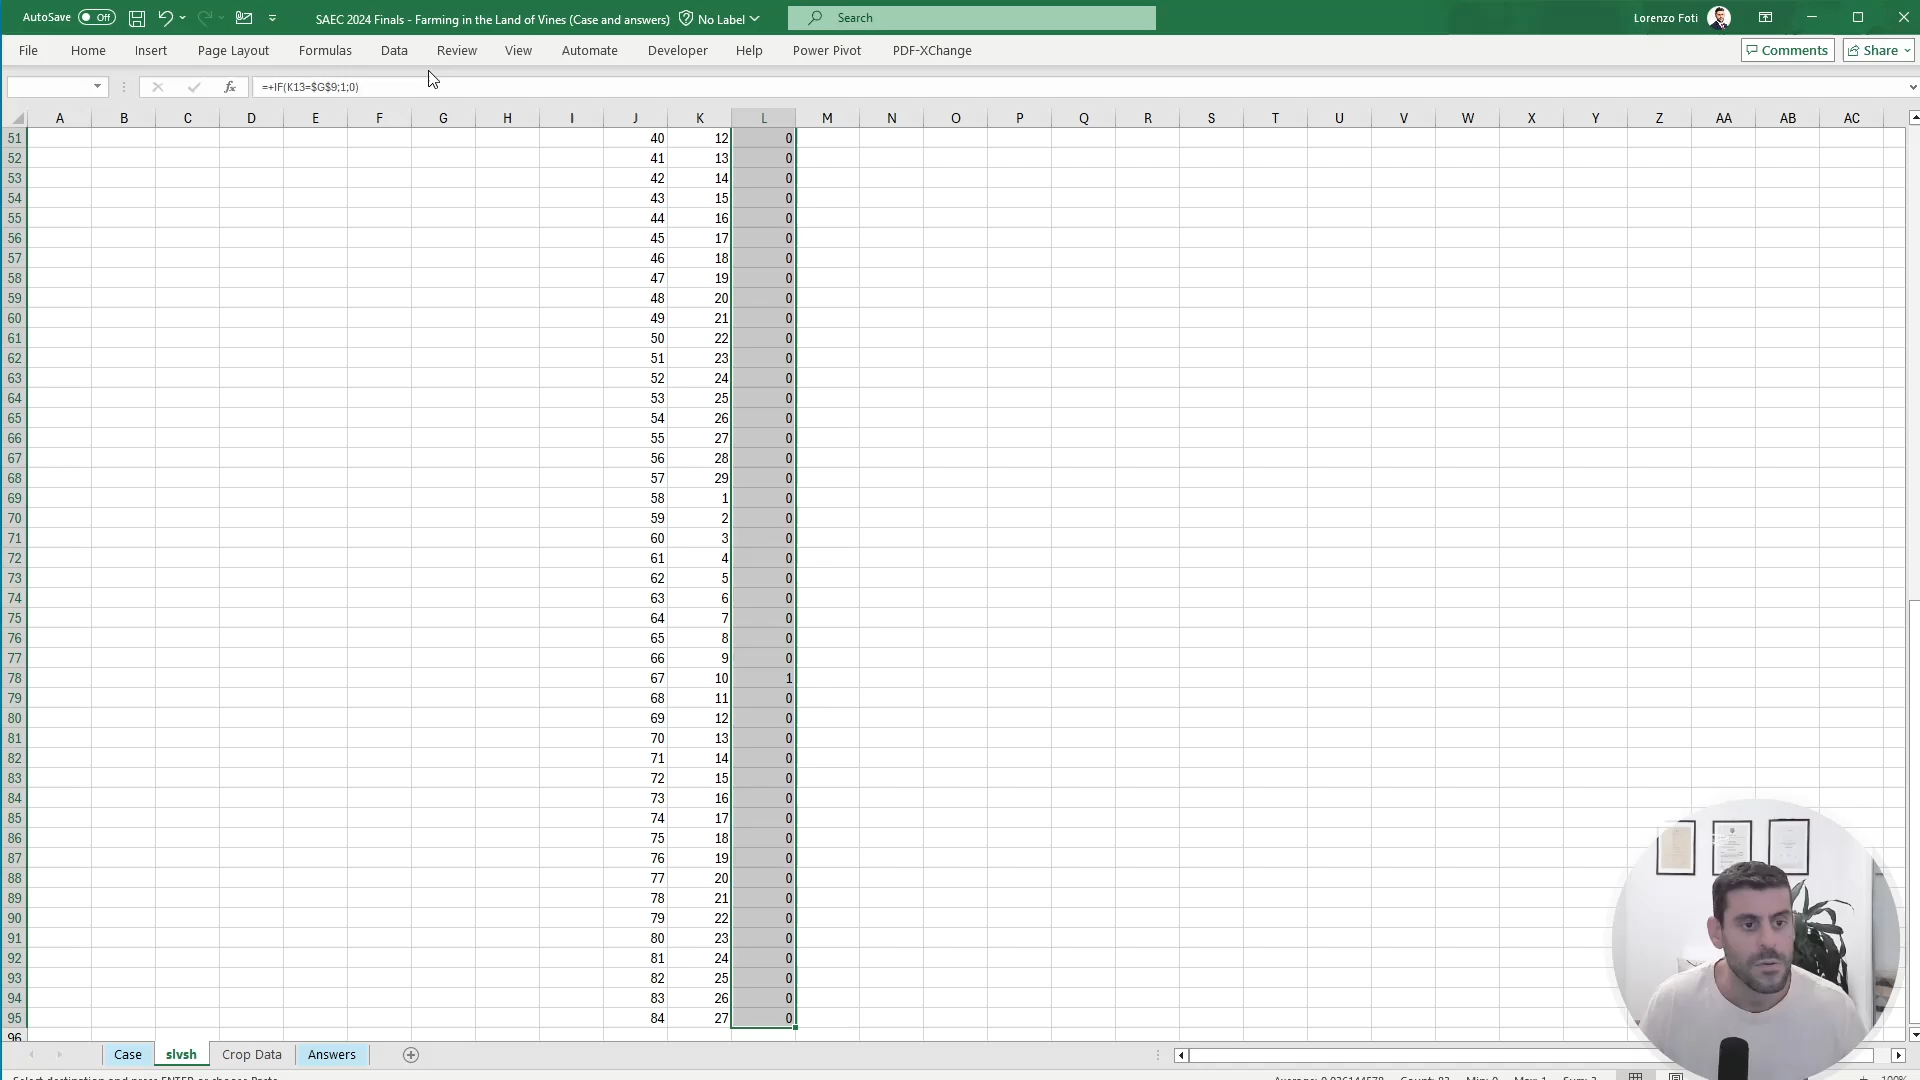 AutoSave Off SAEC 2024 Finals - Farming in the Land of Vines (Case and answers) No Label Search Lorenzo Foti
File Home Insert Page Layout Formulas Data Review View Automate Developer Help Power Pivot PDF-XChange Comments Share
fx =+IF(K13=$G$9;1;0)
A B C D E F G H I J K L M N O P Q R S T U V W X Y Z AA AB AC
51 40 12 0
52 41 13 0
53 42 14 0
54 43 15 0
55 44 16 0
56 45 17 0
57 46 18 0
58 47 19 0
59 48 20 0
60 49 21 0
61 50 22 0
62 51 23 0
63 52 24 0
64 53 25 0
65 54 26 0
66 55 27 0
67 56 28 0
68 57 29 0
69 58 1 0
70 59 2 0
71 60 3 0
72 61 4 0
73 62 5 0
74 63 6 0
75 64 7 0
76 65 8 0
77 66 9 0
78 67 10 1
79 68 11 0
80 69 12 0
81 70 13 0
82 71 14 0
83 72 15 0
84 73 16 0
85 74 17 0
86 75 18 0
87 76 19 0
88 77 20 0
89 78 21 0
90 79 22 0
91 80 23 0
92 81 24 0
93 82 25 0
94 83 26 0
95 84 27 0
96
Case slvsh Crop Data Answers
Select destination and press ENTER or choose Paste